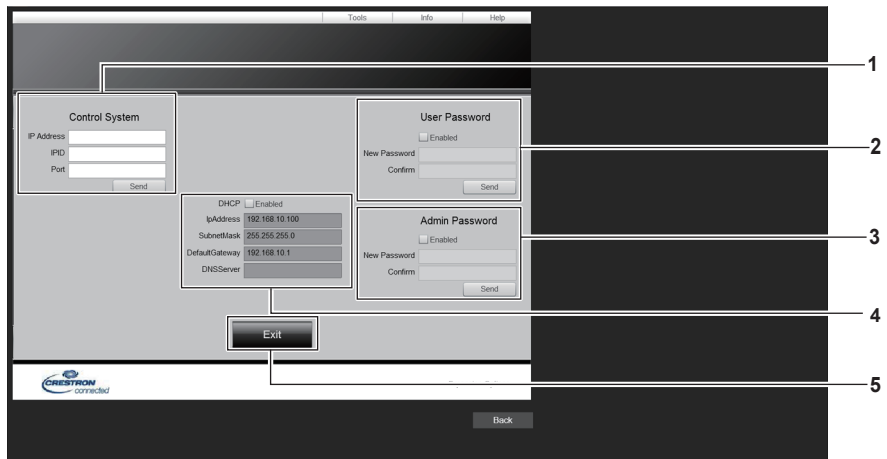 Tools Info Help
1
Control System
IP Address
IPID
Port
Send
User Password
Enabled
New Password
Confirm
Send
2
DHCP Enabled
IpAddress 192.168.10.100
SubnetMask 255.255.255.0
DefaultGateway 192.168.10.1
DNSServer
Admin Password
Enabled
New Password
Confirm
Send
3
4
Exit
5
CRESTRON
connected
Back